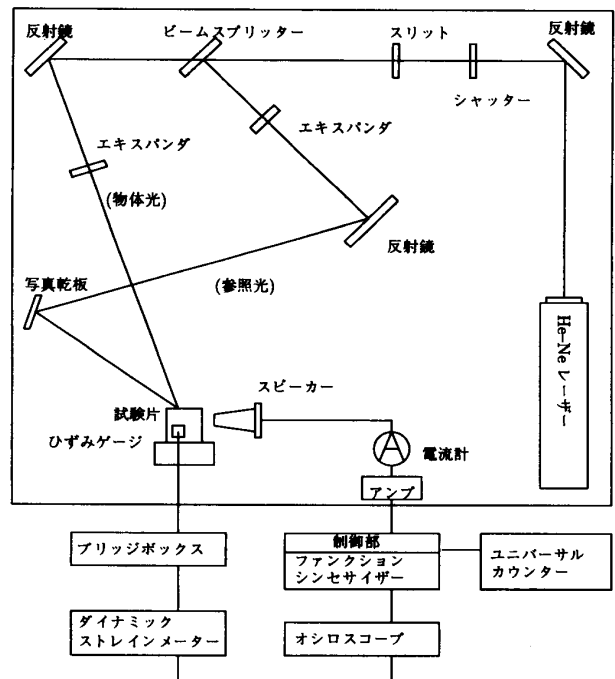 反射鏡
ビームスプリッター
スリット
反射鏡
シャッター
エキスパンダ
エキスパンダ
(物体光)
反射鏡
写真乾板
(参照光)
He-Neレーザー
スピーカー
試験片
ひずみゲージ
A
電流計
アンプ
ブリッジボックス
制御部
ファンクション
シンセサイザー
ユニバーサル
カウンター
ダイナミック
ストレインメーター
オシロスコープ